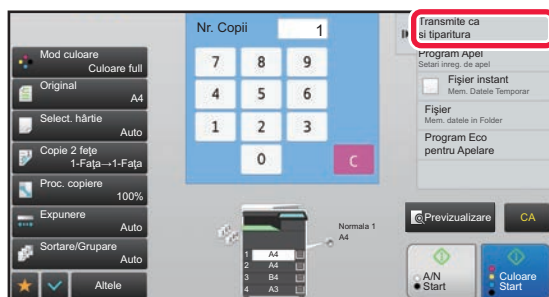 Nr. Copii 1
Transmite ca
si tiparitura
Program Apel
Setari inreg. de apel
Fişier instant
Mem. Datele Temporar
Fişier
Mem. datele in Folder
Program Eco
pentru Apelare
Mod culoare
Culoare full
Original
A4
Select. hârtie
Auto
Copie 2 feţe
1-Faţa→1-Faţa
Proc. copiere
100%
Expunere
Auto
Sortare/Grupare
Auto
Altele
7 8 9
4 5 6
1 2 3
0 C
Normala 1
A4
1 A4
2 A4
3 B4
4 A3
Previzualizare
CA
A/N
Start
Culoare
Start